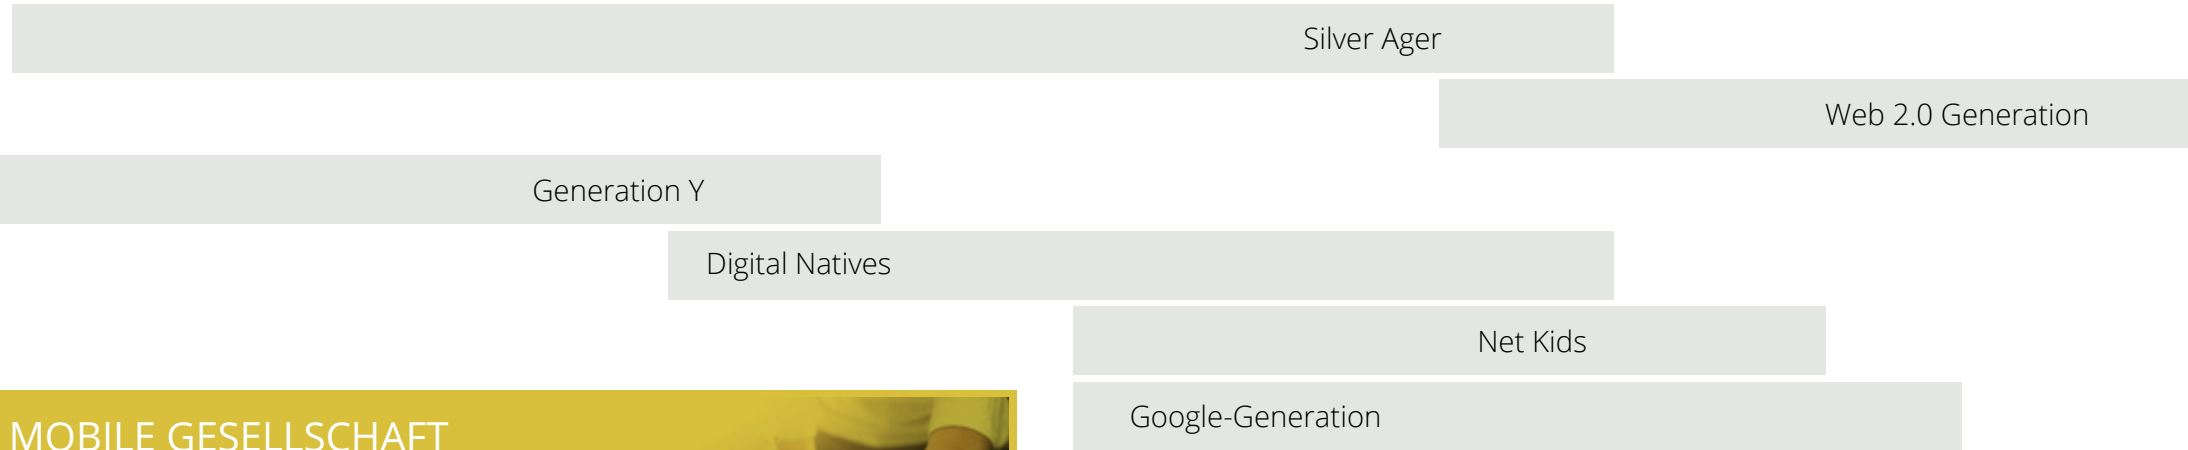 Silver Ager
Web 2.0 Generation
Generation Y
Digital Natives
Net Kids
Google-Generation
MOBILE GESELLSCHAFT